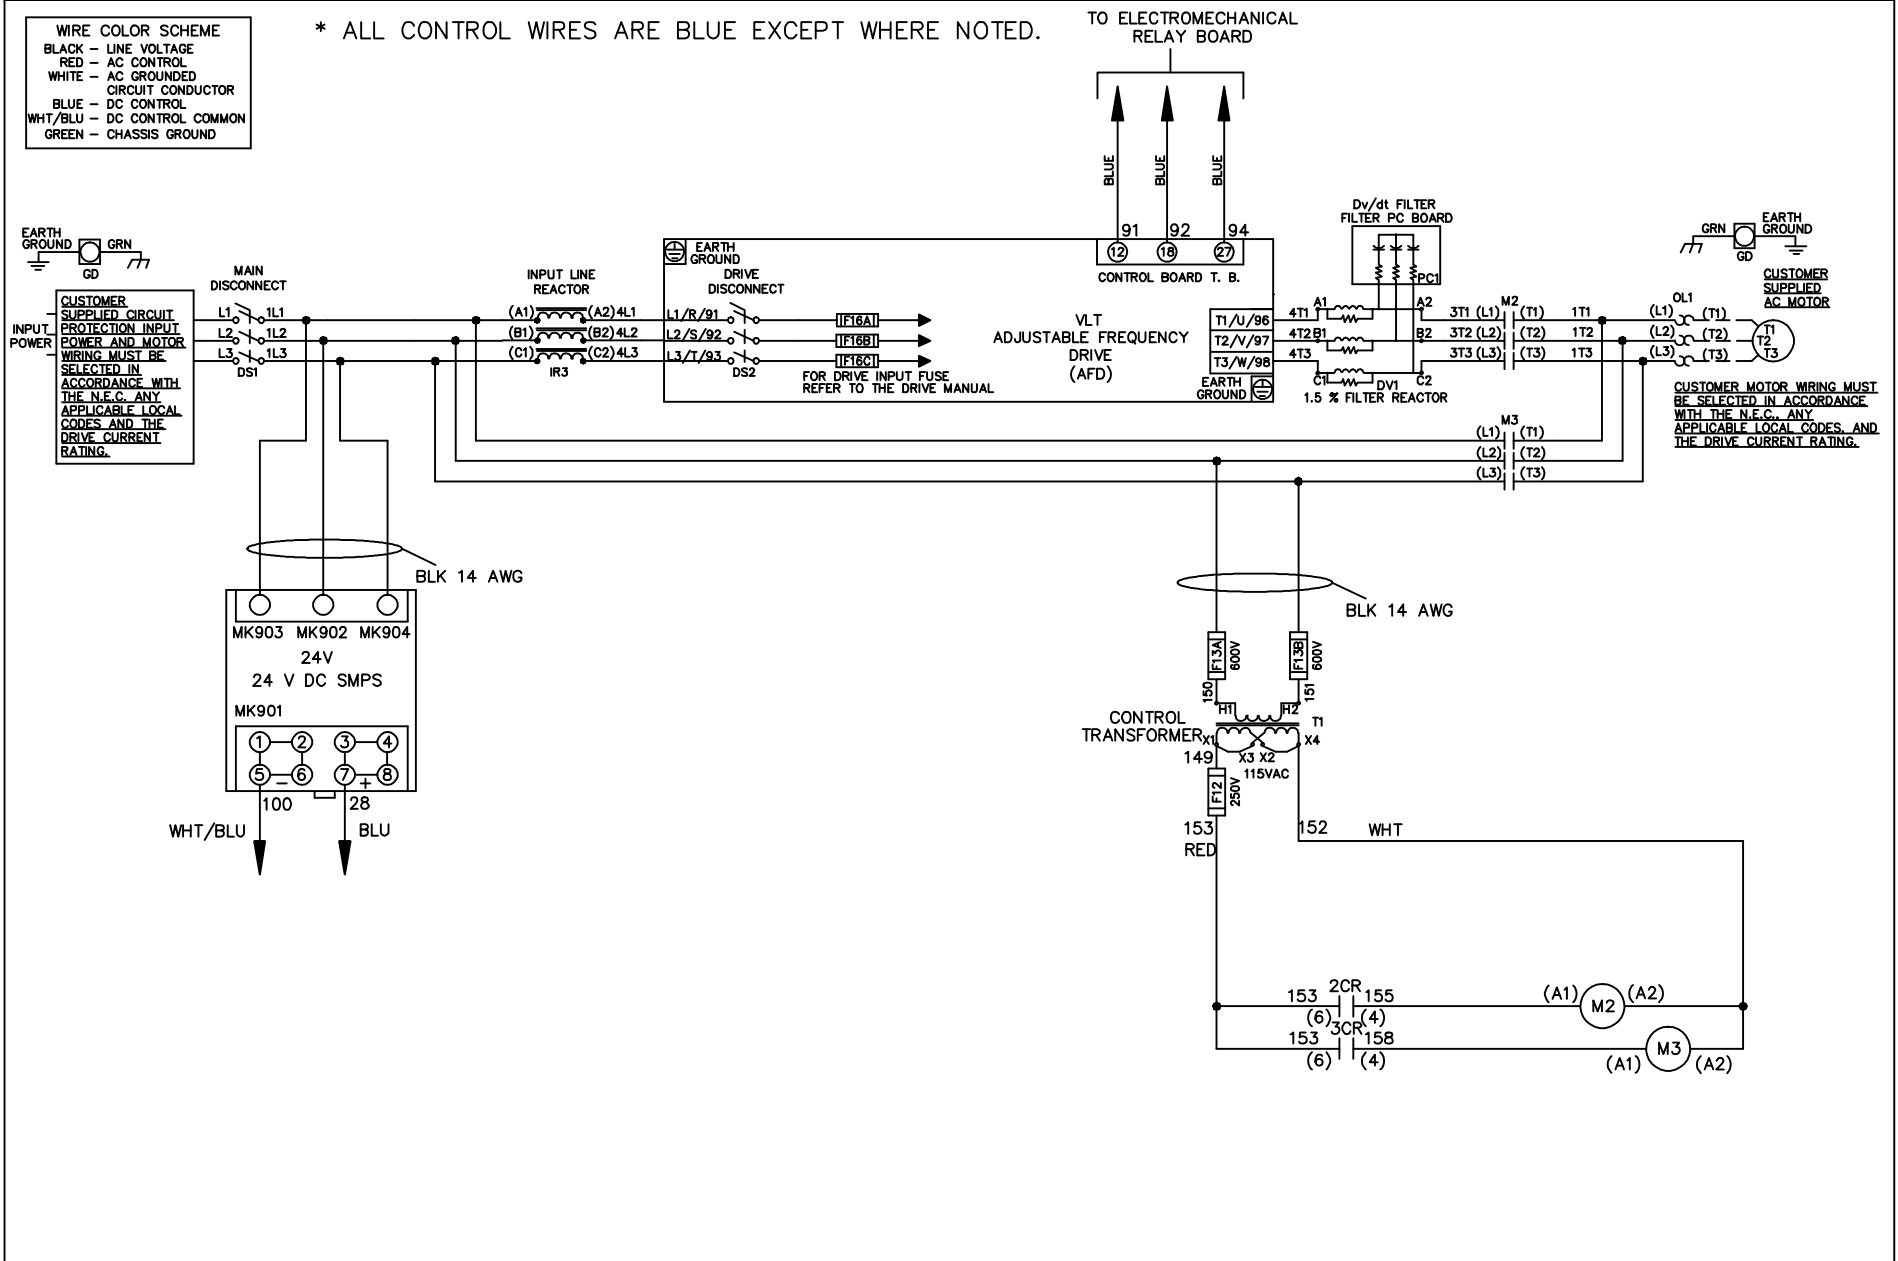 WIRE COLOR SCHEME
BLACK – LINE VOLTAGE
RED – AC CONTROL
WHITE – AC GROUNDED
CIRCUIT CONDUCTOR
BLUE – DC CONTROL
WHT/BLU – DC CONTROL COMMON
GREEN – CHASSIS GROUND
* ALL CONTROL WIRES ARE BLUE EXCEPT WHERE NOTED.
TO ELECTROMECHANICAL
RELAY BOARD
BLUE
BLUE
BLUE
91 92 94
12 18 27
CONTROL BOARD T. B.
EARTH
GROUND
GRN
GD
INPUT
POWER
CUSTOMER
SUPPLIED CIRCUIT
PROTECTION INPUT
POWER AND MOTOR
WIRING MUST BE
SELECTED IN
ACCORDANCE WITH
THE N.E.C. ANY
APPLICABLE LOCAL
CODES AND THE
DRIVE CURRENT
RATING.
MAIN
DISCONNECT
L1 1L1
L2 1L2
L3 1L3
DS1
INPUT LINE
REACTOR
(A1) (A2) 4L1
(B1) (B2) 4L2
(C1) (C2) 4L3
IR3
EARTH
GROUND
DRIVE
DISCONNECT
L1/R/91
L2/S/92
L3/T/93
DS2
F16A
F16B
F16C
FOR DRIVE INPUT FUSE
REFER TO THE DRIVE MANUAL
VLT
ADJUSTABLE FREQUENCY
DRIVE
(AFD)
T1/U/96
T2/V/97
T3/W/98
EARTH
GROUND
4T1
4T2
4T3
Dv/dt FILTER
FILTER PC BOARD
PC1
A1 A2
B1 B2
C1 C2
DV1
1.5 % FILTER REACTOR
M2
3T1 (L1) (T1) 1T1
3T2 (L2) (T2) 1T2
3T3 (L3) (T3) 1T3
M3
(L1) (T1)
(L2) (T2)
(L3) (T3)
OL1
(L1) (T1)
(L2) (T2)
(L3) (T3)
T1
T2
T3
GRN
EARTH
GROUND
GD
CUSTOMER
SUPPLIED
AC MOTOR
CUSTOMER MOTOR WIRING MUST
BE SELECTED IN ACCORDANCE
WITH THE N.E.C., ANY
APPLICABLE LOCAL CODES, AND
THE DRIVE CURRENT RATING.
BLK 14 AWG
MK903 MK902 MK904
24V
24 V DC SMPS
MK901
1 2 3 4
5 6 7 8
– +
100 28
WHT/BLU BLU
BLK 14 AWG
F13A
600V
F13B
600V
150
151
H1 H2
T1
CONTROL
TRANSFORMER
X1 X3 X2 X4
149
115VAC
F12
250V
153
RED
152 WHT
2CR
153 155
(6) (4)
(A1) M2 (A2)
3CR
153 158
(6) (4)
(A1) M3 (A2)